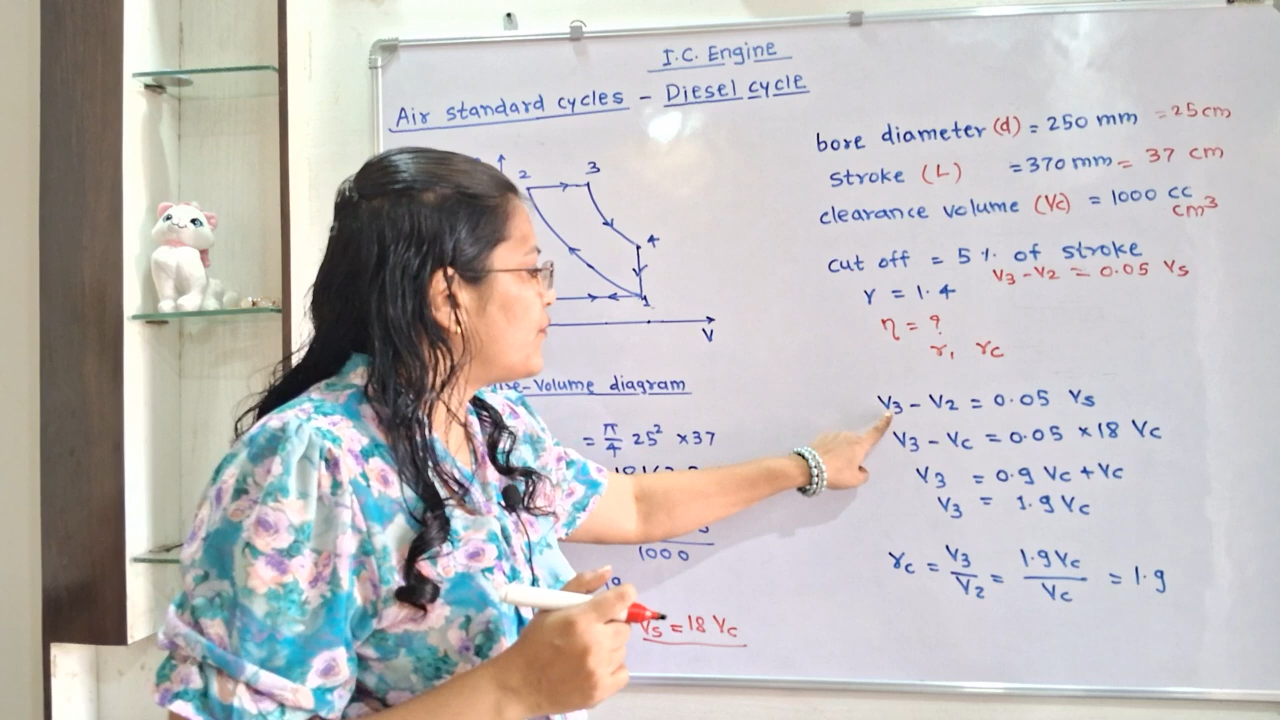 I.C. Engine
Air standard cycles – Diesel cycle
2 3
4
1
V
-Volume diagram
= π/4 25² × 37
1000
Vs = 18 Vc
bore diameter (d) = 250 mm = 25 cm
stroke (L) = 370 mm = 37 cm
clearance volume (Vc) = 1000 cc
cm³
cut off = 5 % of stroke
V3 - V2 = 0.05 Vs
γ = 1.4
η = ?
r, rc
V3 - V2 = 0.05 Vs
V3 - Vc = 0.05 × 18 Vc
V3 = 0.9 Vc + Vc
V3 = 1.9 Vc
rc = V3/V2 = 1.9 Vc/Vc = 1.9